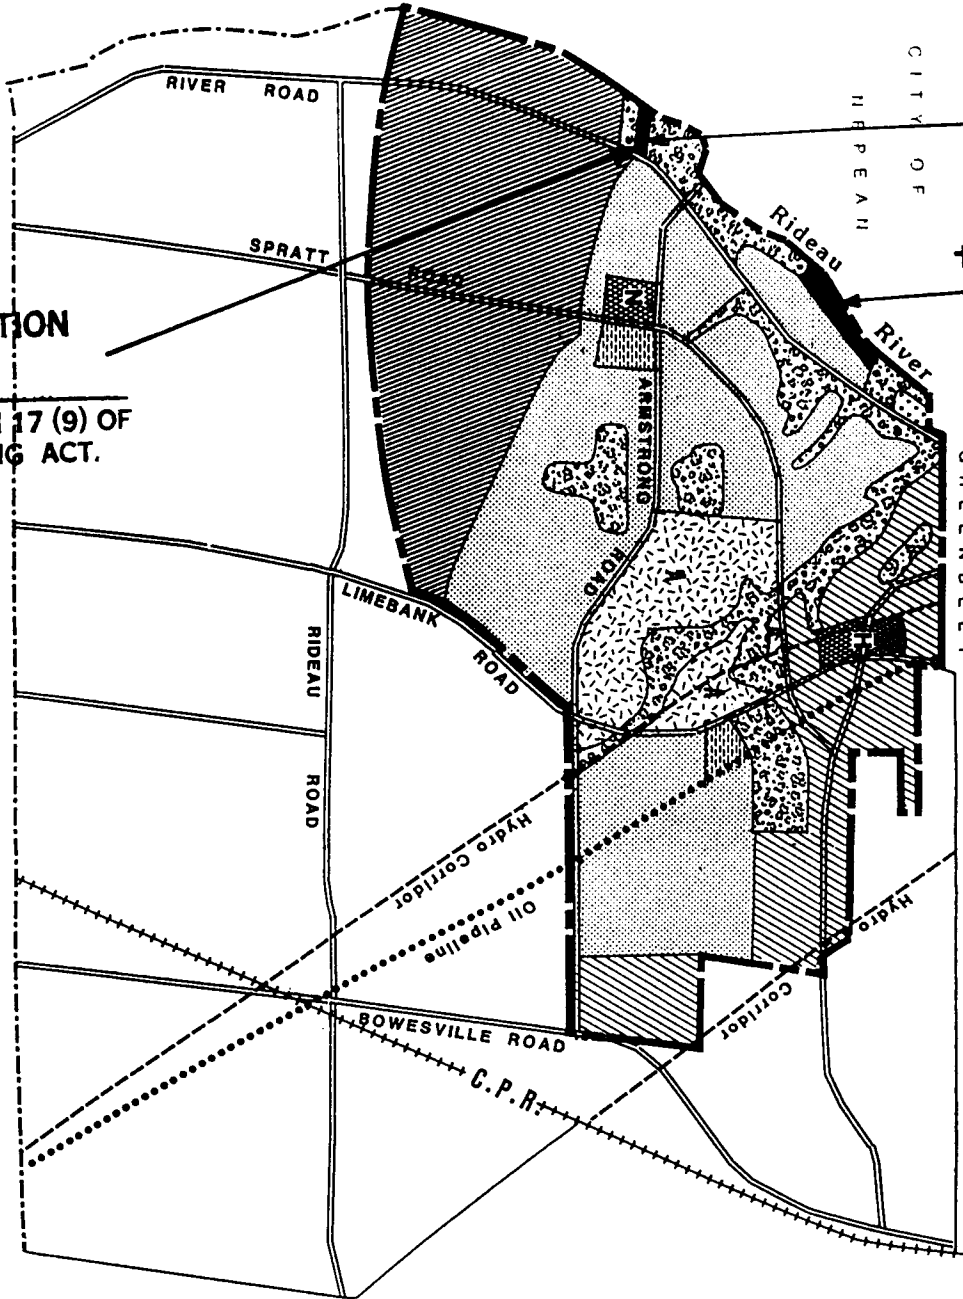 CITY OF
NEPEAN
RIVER ROAD
Rideau
River
SPRATT
ROAD
TION
17 (9) OF
G ACT.
N
ARMSTRONG
ROAD
GREENBELT
LIMEBANK
ROAD
H
RIDEAU
ROAD
Hydro Corridor
Oil Pipeline
Hydro
Corridor
BOWESVILLE ROAD
C.P.R.